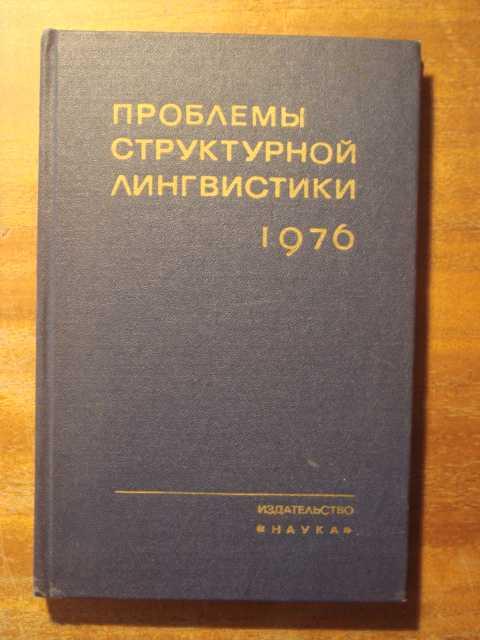 ПРОБЛЕМЫ
СТРУКТУРНОЙ
ЛИНГВИСТИКИ
1976
ИЗДАТЕЛЬСТВО
«НАУКА»